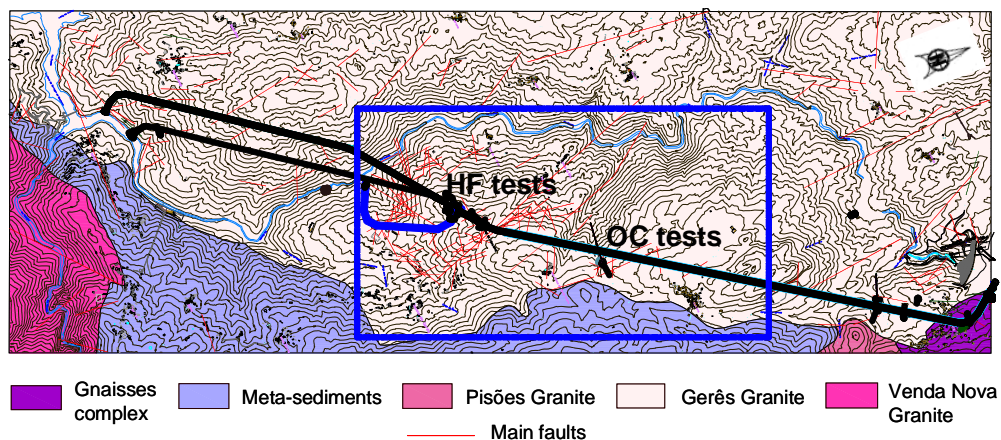 HF tests
OC tests
Gnaisses
complex
Meta-sediments
Pisões Granite
Gerês Granite
Venda Nova
Granite
Main faults